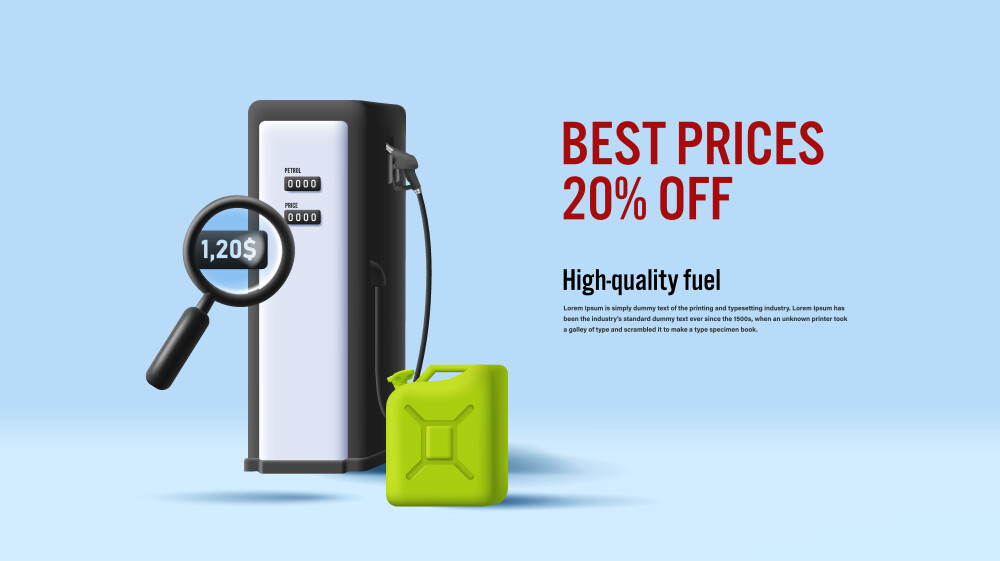 PETROL
0000
PRICE
0000
1,20$
BEST PRICES
20% OFF
High-quality fuel
Lorem Ipsum is simply dummy text of the printing and typesetting industry. Lorem Ipsum has
been the industry's standard dummy text ever since the 1500s, when an unknown printer took
a galley of type and scrambled it to make a type specimen book.